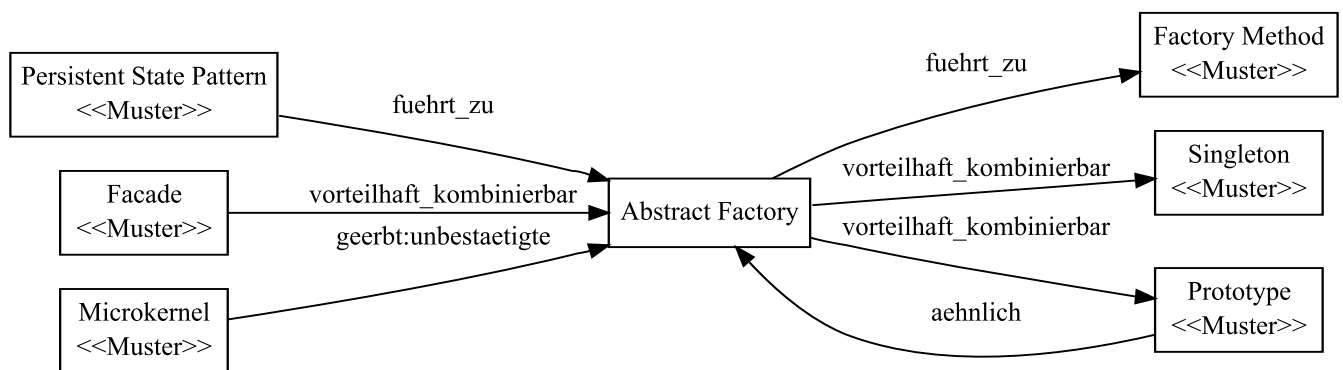 Persistent State Pattern
<<Muster>>
Facade
<<Muster>>
Microkernel
<<Muster>>
fuehrt_zu
vorteilhaft_kombinierbar
geerbt:unbestaetigte
Abstract Factory
fuehrt_zu
vorteilhaft_kombinierbar
vorteilhaft_kombinierbar
aehnlich
Factory Method
<<Muster>>
Singleton
<<Muster>>
Prototype
<<Muster>>